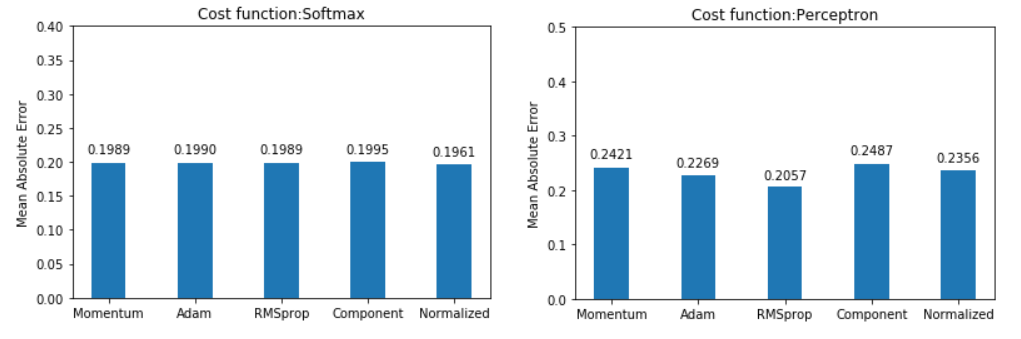 Cost function:Softmax
Mean Absolute Error
0.40
0.35
0.30
0.25
0.20
0.15
0.10
0.05
0.00
0.1989
0.1990
0.1989
0.1995
0.1961
Momentum
Adam
RMSprop
Component
Normalized
Cost function:Perceptron
Mean Absolute Error
0.5
0.4
0.3
0.2
0.1
0.0
0.2421
0.2269
0.2057
0.2487
0.2356
Momentum
Adam
RMSprop
Component
Normalized